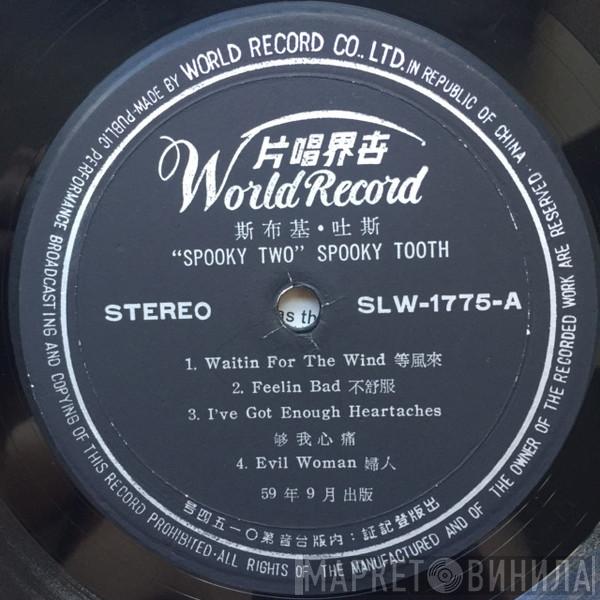 MADE BY WORLD RECORD CO., LTD. IN REPUBLIC OF CHINA
片唱界世
World Record
斯布基・吐斯
"SPOOKY TWO" SPOOKY TOOTH
STEREO
SLW-1775-A
as th
1. Waitin For The Wind 等風來
2. Feelin Bad 不舒服
3. I've Got Enough Heartaches
够我心痛
4. Evil Woman 婦人
59年9月出版
號四五一〇第音台版內：証記登版出
ALL RIGHTS OF THE MANUFACTURED AND OF THE OWNER OF THE RECORDED WORK ARE RESERVED·
PUBLIC PERFORMANCE BROADCASTING AND COPYING OF THIS RECORD PROHIBITED·
МАРКЕТ ВИНИЛА